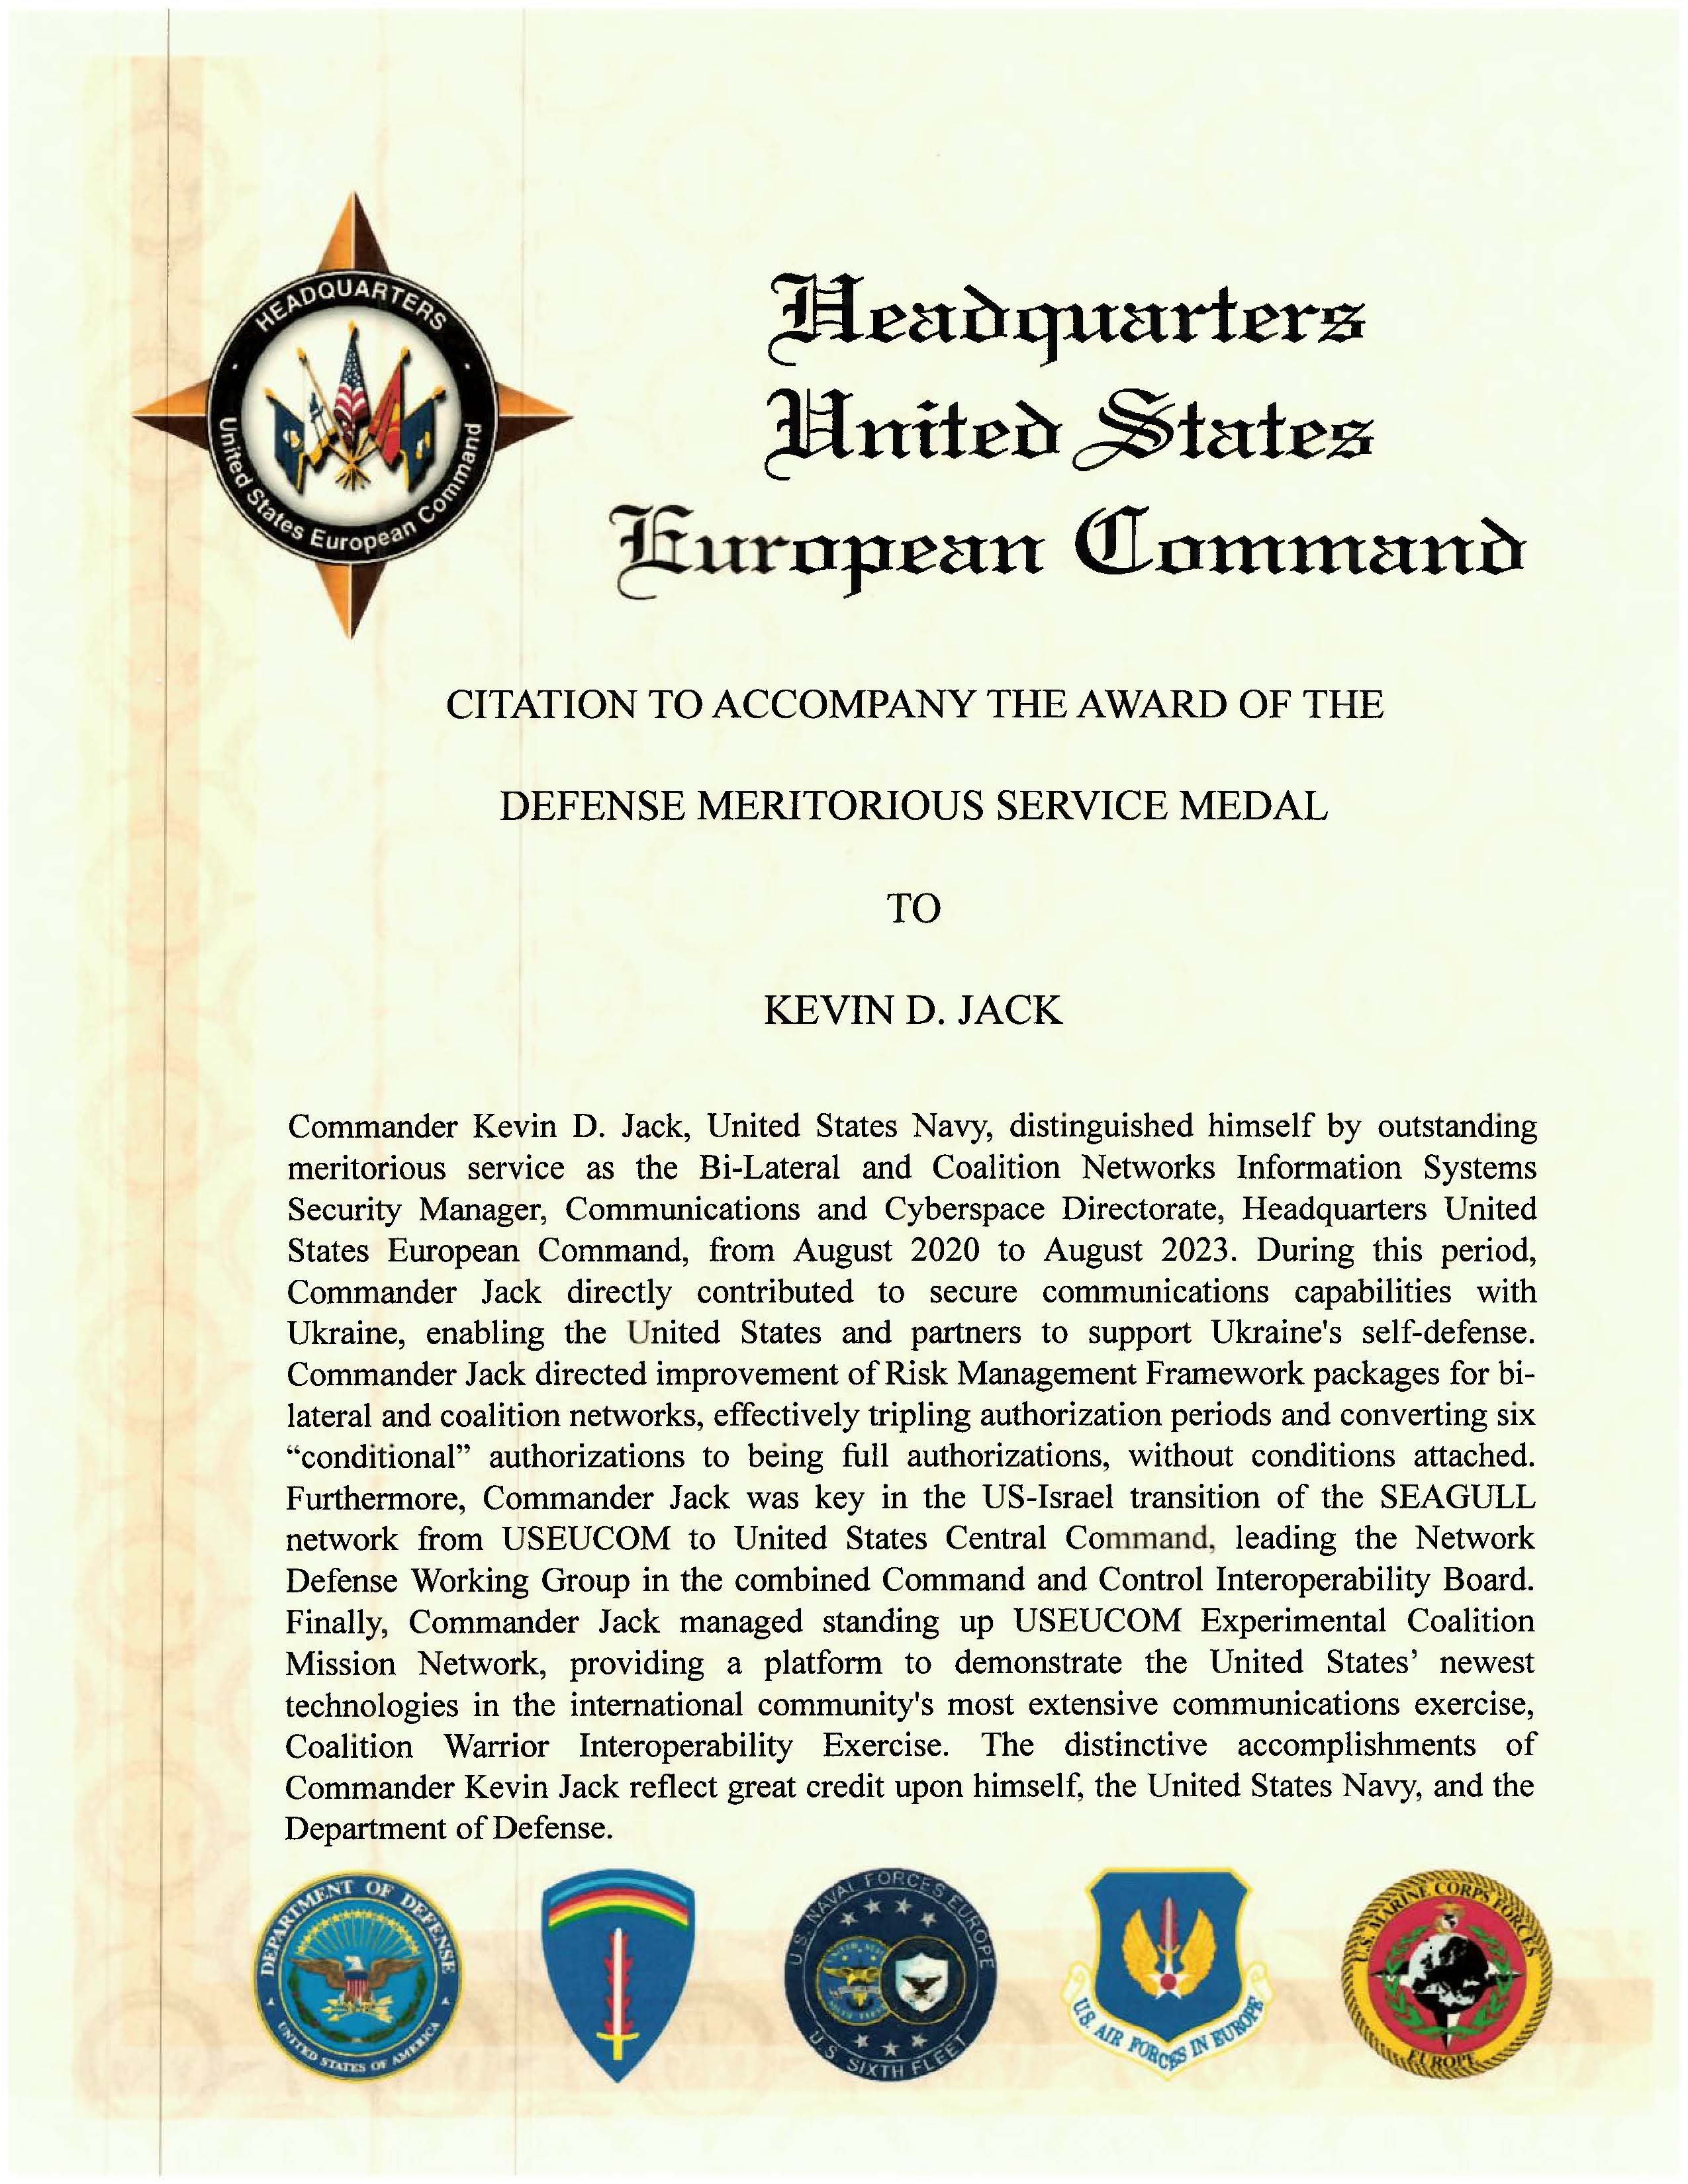 HEADQUARTERS
United States European Command
Headquarters
United States
European Command
CITATION TO ACCOMPANY THE AWARD OF THE
DEFENSE MERITORIOUS SERVICE MEDAL
TO
KEVIN D. JACK
Commander Kevin D. Jack, United States Navy, distinguished himself by outstanding
meritorious service as the Bi-Lateral and Coalition Networks Information Systems
Security Manager, Communications and Cyberspace Directorate, Headquarters United
States European Command, from August 2020 to August 2023. During this period,
Commander Jack directly contributed to secure communications capabilities with
Ukraine, enabling the United States and partners to support Ukraine's self-defense.
Commander Jack directed improvement of Risk Management Framework packages for bi-
lateral and coalition networks, effectively tripling authorization periods and converting six
“conditional” authorizations to being full authorizations, without conditions attached.
Furthermore, Commander Jack was key in the US-Israel transition of the SEAGULL
network from USEUCOM to United States Central Command, leading the Network
Defense Working Group in the combined Command and Control Interoperability Board.
Finally, Commander Jack managed standing up USEUCOM Experimental Coalition
Mission Network, providing a platform to demonstrate the United States’ newest
technologies in the international community's most extensive communications exercise,
Coalition Warrior Interoperability Exercise. The distinctive accomplishments of
Commander Kevin Jack reflect great credit upon himself, the United States Navy, and the
Department of Defense.
DEPARTMENT OF DEFENSE
UNITED STATES OF AMERICA
U.S. NAVAL FORCES EUROPE
U.S. SIXTH FLEET
U.S. AIR FORCES IN EUROPE
U.S. MARINE CORPS FORCES
EUROPE